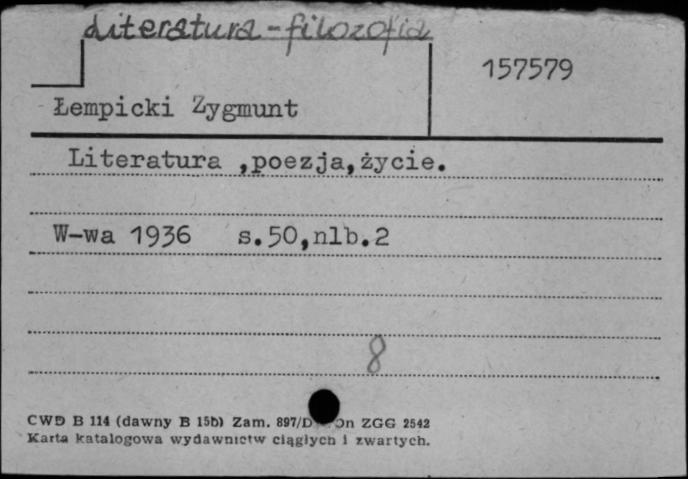 Literatura-filozofia
157579
Łempicki Zygmunt
Literatura ,poezja,życie.
W-wa 1936 s.50,nlb.2
8
CWD B 114 (dawny B 15b) Zam. 897/D ZGG 2542
Karta katalogowa wydawnictw ciągłych i zwartych.